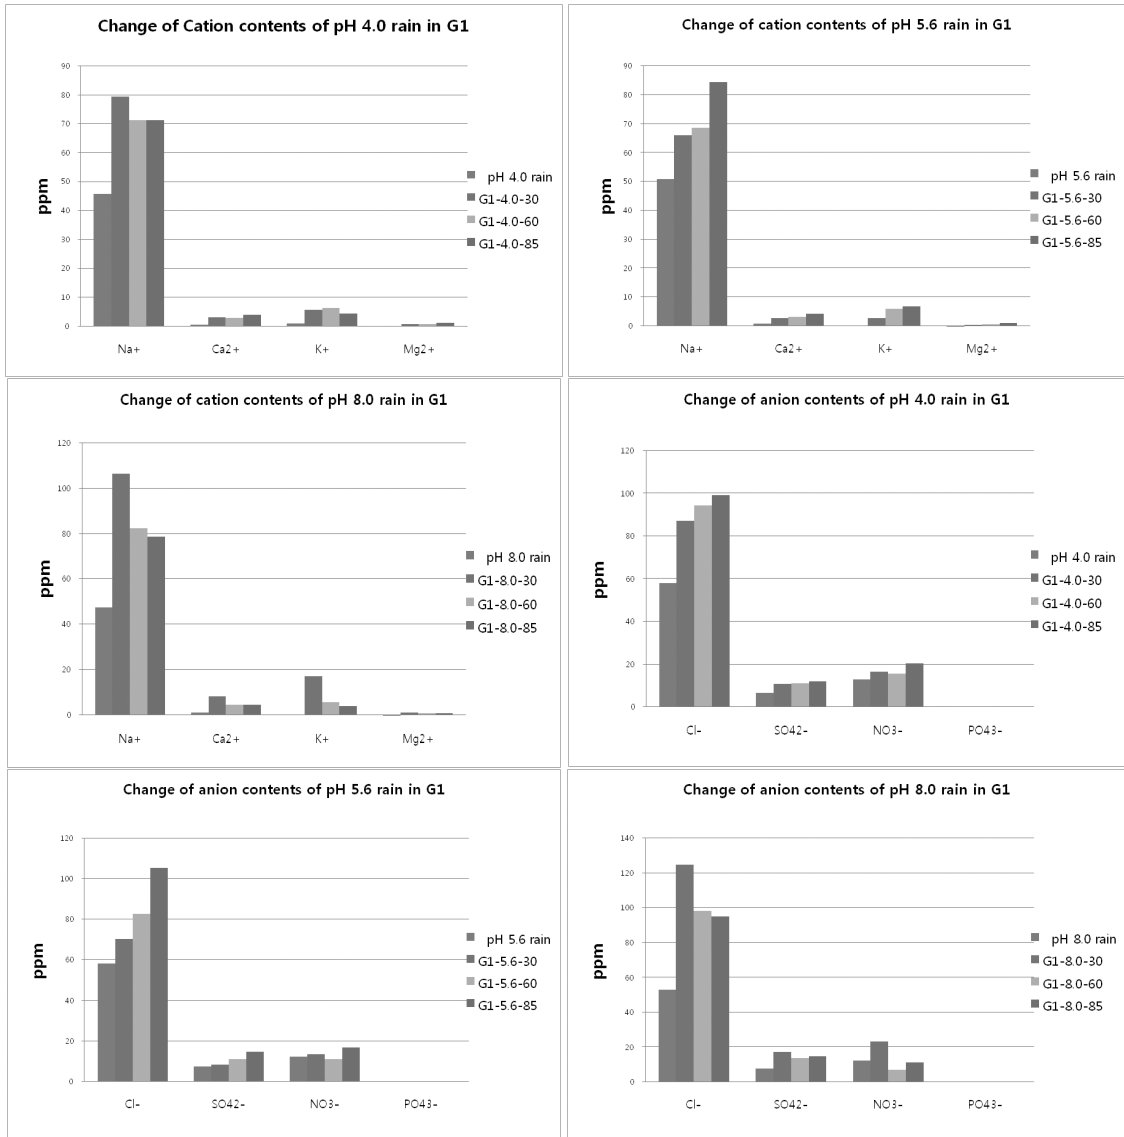 Change of Cation contents of pH 4.0 rain in G1
90
80
70
60
50
40
30
20
10
0
ppm
Na+ Ca2+ K+ Mg2+
pH 4.0 rain
G1-4.0-30
G1-4.0-60
G1-4.0-85
Change of cation contents of pH 5.6 rain in G1
90
80
70
60
50
40
30
20
10
0
ppm
Na+ Ca2+ K+ Mg2+
pH 5.6 rain
G1-5.6-30
G1-5.6-60
G1-5.6-85
Change of cation contents of pH 8.0 rain in G1
120
100
80
60
40
20
0
ppm
Na+ Ca2+ K+ Mg2+
pH 8.0 rain
G1-8.0-30
G1-8.0-60
G1-8.0-85
Change of anion contents of pH 4.0 rain in G1
120
100
80
60
40
20
0
ppm
Cl- SO42- NO3- PO43-
pH 4.0 rain
G1-4.0-30
G1-4.0-60
G1-4.0-85
Change of anion contents of pH 5.6 rain in G1
120
100
80
60
40
20
0
ppm
Cl- SO42- NO3- PO43-
pH 5.6 rain
G1-5.6-30
G1-5.6-60
G1-5.6-85
Change of anion contents of pH 8.0 rain in G1
140
120
100
80
60
40
20
0
ppm
Cl- SO42- NO3- PO43-
pH 8.0 rain
G1-8.0-30
G1-8.0-60
G1-8.0-85